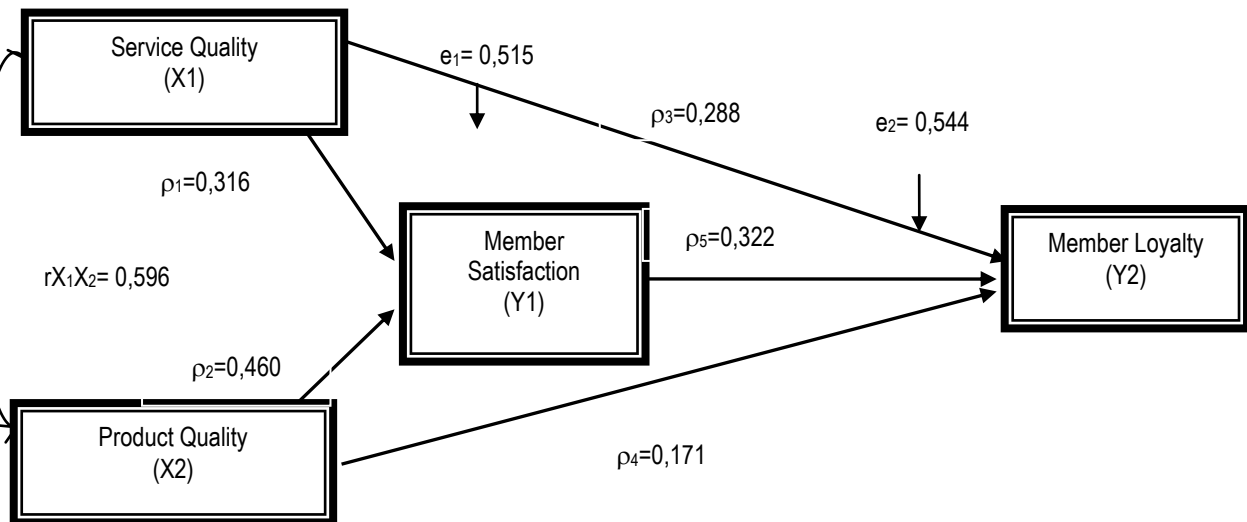 Service Quality
(X1)
e1= 0,515
ρ3=0,288
e2= 0,544
ρ1=0,316
Member
Satisfaction
(Y1)
ρ5=0,322
Member Loyalty
(Y2)
rX1X2= 0,596
ρ2=0,460
Product Quality
(X2)
ρ4=0,171